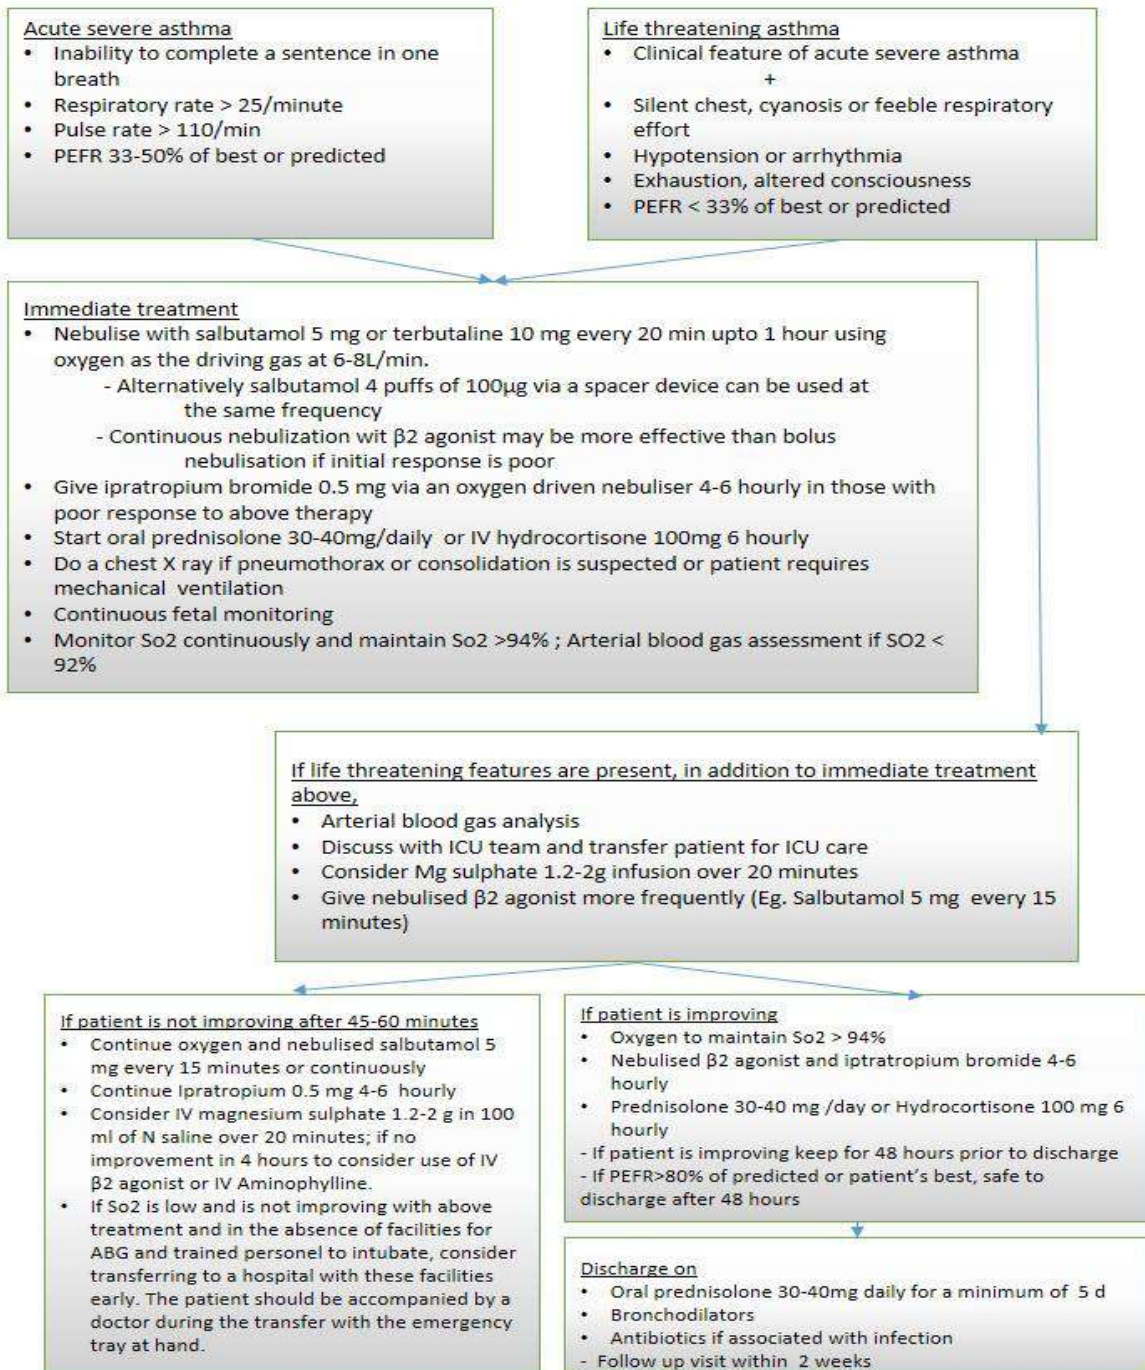 Acute severe asthma
• Inability to complete a sentence in one
breath
• Respiratory rate > 25/minute
• Pulse rate > 110/min
• PEFR 33-50% of best or predicted
Life threatening asthma
• Clinical feature of acute severe asthma
+
• Silent chest, cyanosis or feeble respiratory
effort
• Hypotension or arrhythmia
• Exhaustion, altered consciousness
• PEFR < 33% of best or predicted
Immediate treatment
• Nebulise with salbutamol 5 mg or terbutaline 10 mg every 20 min upto 1 hour using
oxygen as the driving gas at 6-8L/min.
- Alternatively salbutamol 4 puffs of 100µg via a spacer device can be used at
the same frequency
- Continuous nebulization wit β2 agonist may be more effective than bolus
nebulisation if initial response is poor
• Give ipratropium bromide 0.5 mg via an oxygen driven nebuliser 4-6 hourly in those with
poor response to above therapy
• Start oral prednisolone 30-40mg/daily or IV hydrocortisone 100mg 6 hourly
• Do a chest X ray if pneumothorax or consolidation is suspected or patient requires
mechanical ventilation
• Continuous fetal monitoring
• Monitor So2 continuously and maintain So2 >94% ; Arterial blood gas assessment if SO2 <
92%
If life threatening features are present, in addition to immediate treatment
above,
• Arterial blood gas analysis
• Discuss with ICU team and transfer patient for ICU care
• Consider Mg sulphate 1.2-2g infusion over 20 minutes
• Give nebulised β2 agonist more frequently (Eg. Salbutamol 5 mg every 15
minutes)
If patient is not improving after 45-60 minutes
• Continue oxygen and nebulised salbutamol 5
mg every 15 minutes or continuously
• Continue Ipratropium 0.5 mg 4-6 hourly
• Consider IV magnesium sulphate 1.2-2 g in 100
ml of N saline over 20 minutes; if no
improvement in 4 hours to consider use of IV
β2 agonist or IV Aminophylline.
• If So2 is low and is not improving with above
treatment and in the absence of facilities for
ABG and trained personel to intubate, consider
transferring to a hospital with these facilities
early. The patient should be accompanied by a
doctor during the transfer with the emergency
tray at hand.
If patient is improving
• Oxygen to maintain So2 > 94%
• Nebulised β2 agonist and iptratropium bromide 4-6
hourly
• Prednisolone 30-40 mg /day or Hydrocortisone 100 mg 6
hourly
- If patient is improving keep for 48 hours prior to discharge
- If PEFR>80% of predicted or patient's best, safe to
discharge after 48 hours
Discharge on
• Oral prednisolone 30-40mg daily for a minimum of 5 d
• Bronchodilators
• Antibiotics if associated with infection
- Follow up visit within 2 weeks